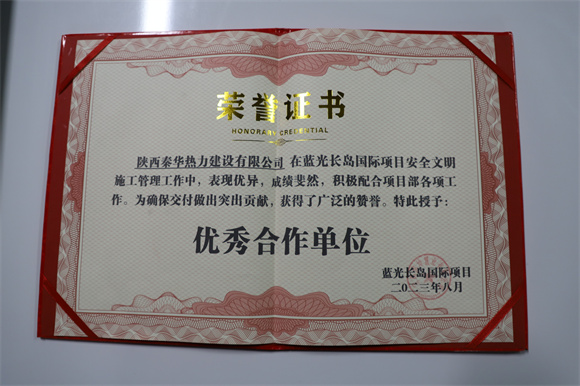 荣誉证书
HONORARY CREDENTIAL
陕西秦华热力建设有限公司 在蓝光长岛国际项目安全文明
施工管理工作中，表现优异，成绩斐然，积极配合项目部各项工
作。为确保交付做出突出贡献，获得了广泛的赞誉。特此授予：
优秀合作单位
蓝光长岛国际项目
二〇二三年八月